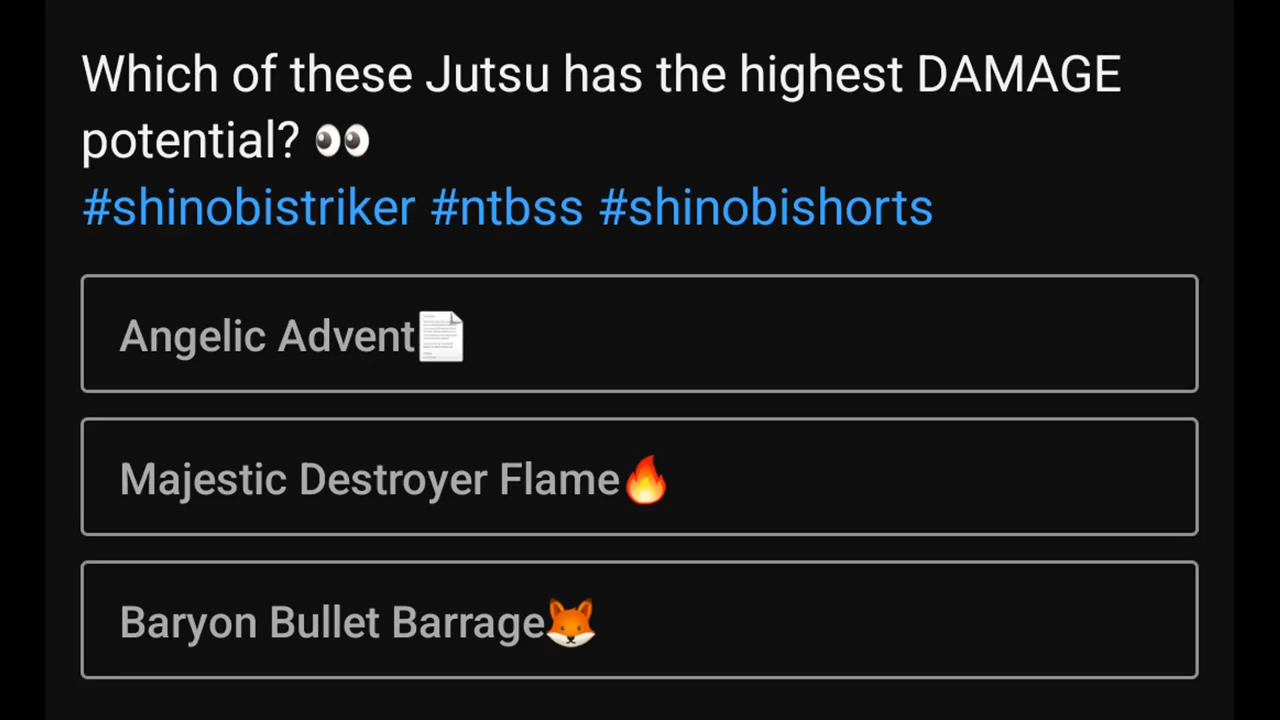 Which of these Jutsu has the highest DAMAGE
potential? 👀
#shinobistriker #ntbss #shinobishorts
Angelic Advent📄
Majestic Destroyer Flame🔥
Baryon Bullet Barrage🦊